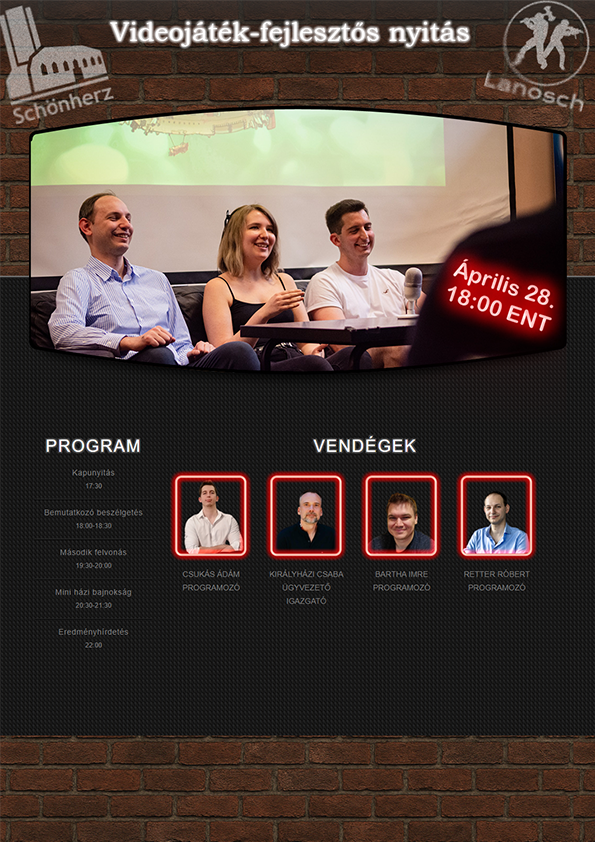 Videojáték-fejlesztős nyitás
Schönherz
Lanosch
Április 28.
18:00 ENT
PROGRAM
Kapunyitás
17:30
Bemutatkozó beszélgetés
18:00-18:30
Második felvonás
19:30-20:00
Mini házi bajnokság
20:30-21:30
Eredményhirdetés
22:00
VENDÉGEK
CSUKÁS ÁDÁM
PROGRAMOZÓ
KIRÁLYHÁZI CSABA
ÜGYVEZETŐ
IGAZGATÓ
BARTHA IMRE
PROGRAMOZÓ
RETTER RÓBERT
PROGRAMOZÓ